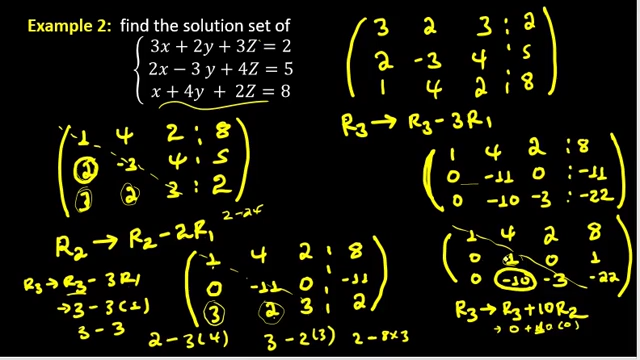 Example 2: find the solution set of
3x + 2y + 3Z = 2
2x − 3 y + 4Z = 5
x + 4y + 2Z = 8
3 2 3 : 2
2 -3 4 : 5
1 4 2 : 8
1 4 2 : 8
2 -3 4 : 5
3 2 3 : 2
R2 → R2 - 2R1
2-24
R3 → R3 - 3R1
→ 3 - 3(1)
3 - 3
1 4 2 : 8
0 -11 0 : -11
3 2 3 : 2
2 - 3(4) 3 - 2(3) 2 - 8×3
R3 → R3 - 3R1
1 4 2 : 8
0 -11 0 : -11
0 -10 -3 : -22
1 4 2 8
0 1 0 1
0 -10 -3 -22
R3 → R3 + 10R2
→ 0 + 10(0)